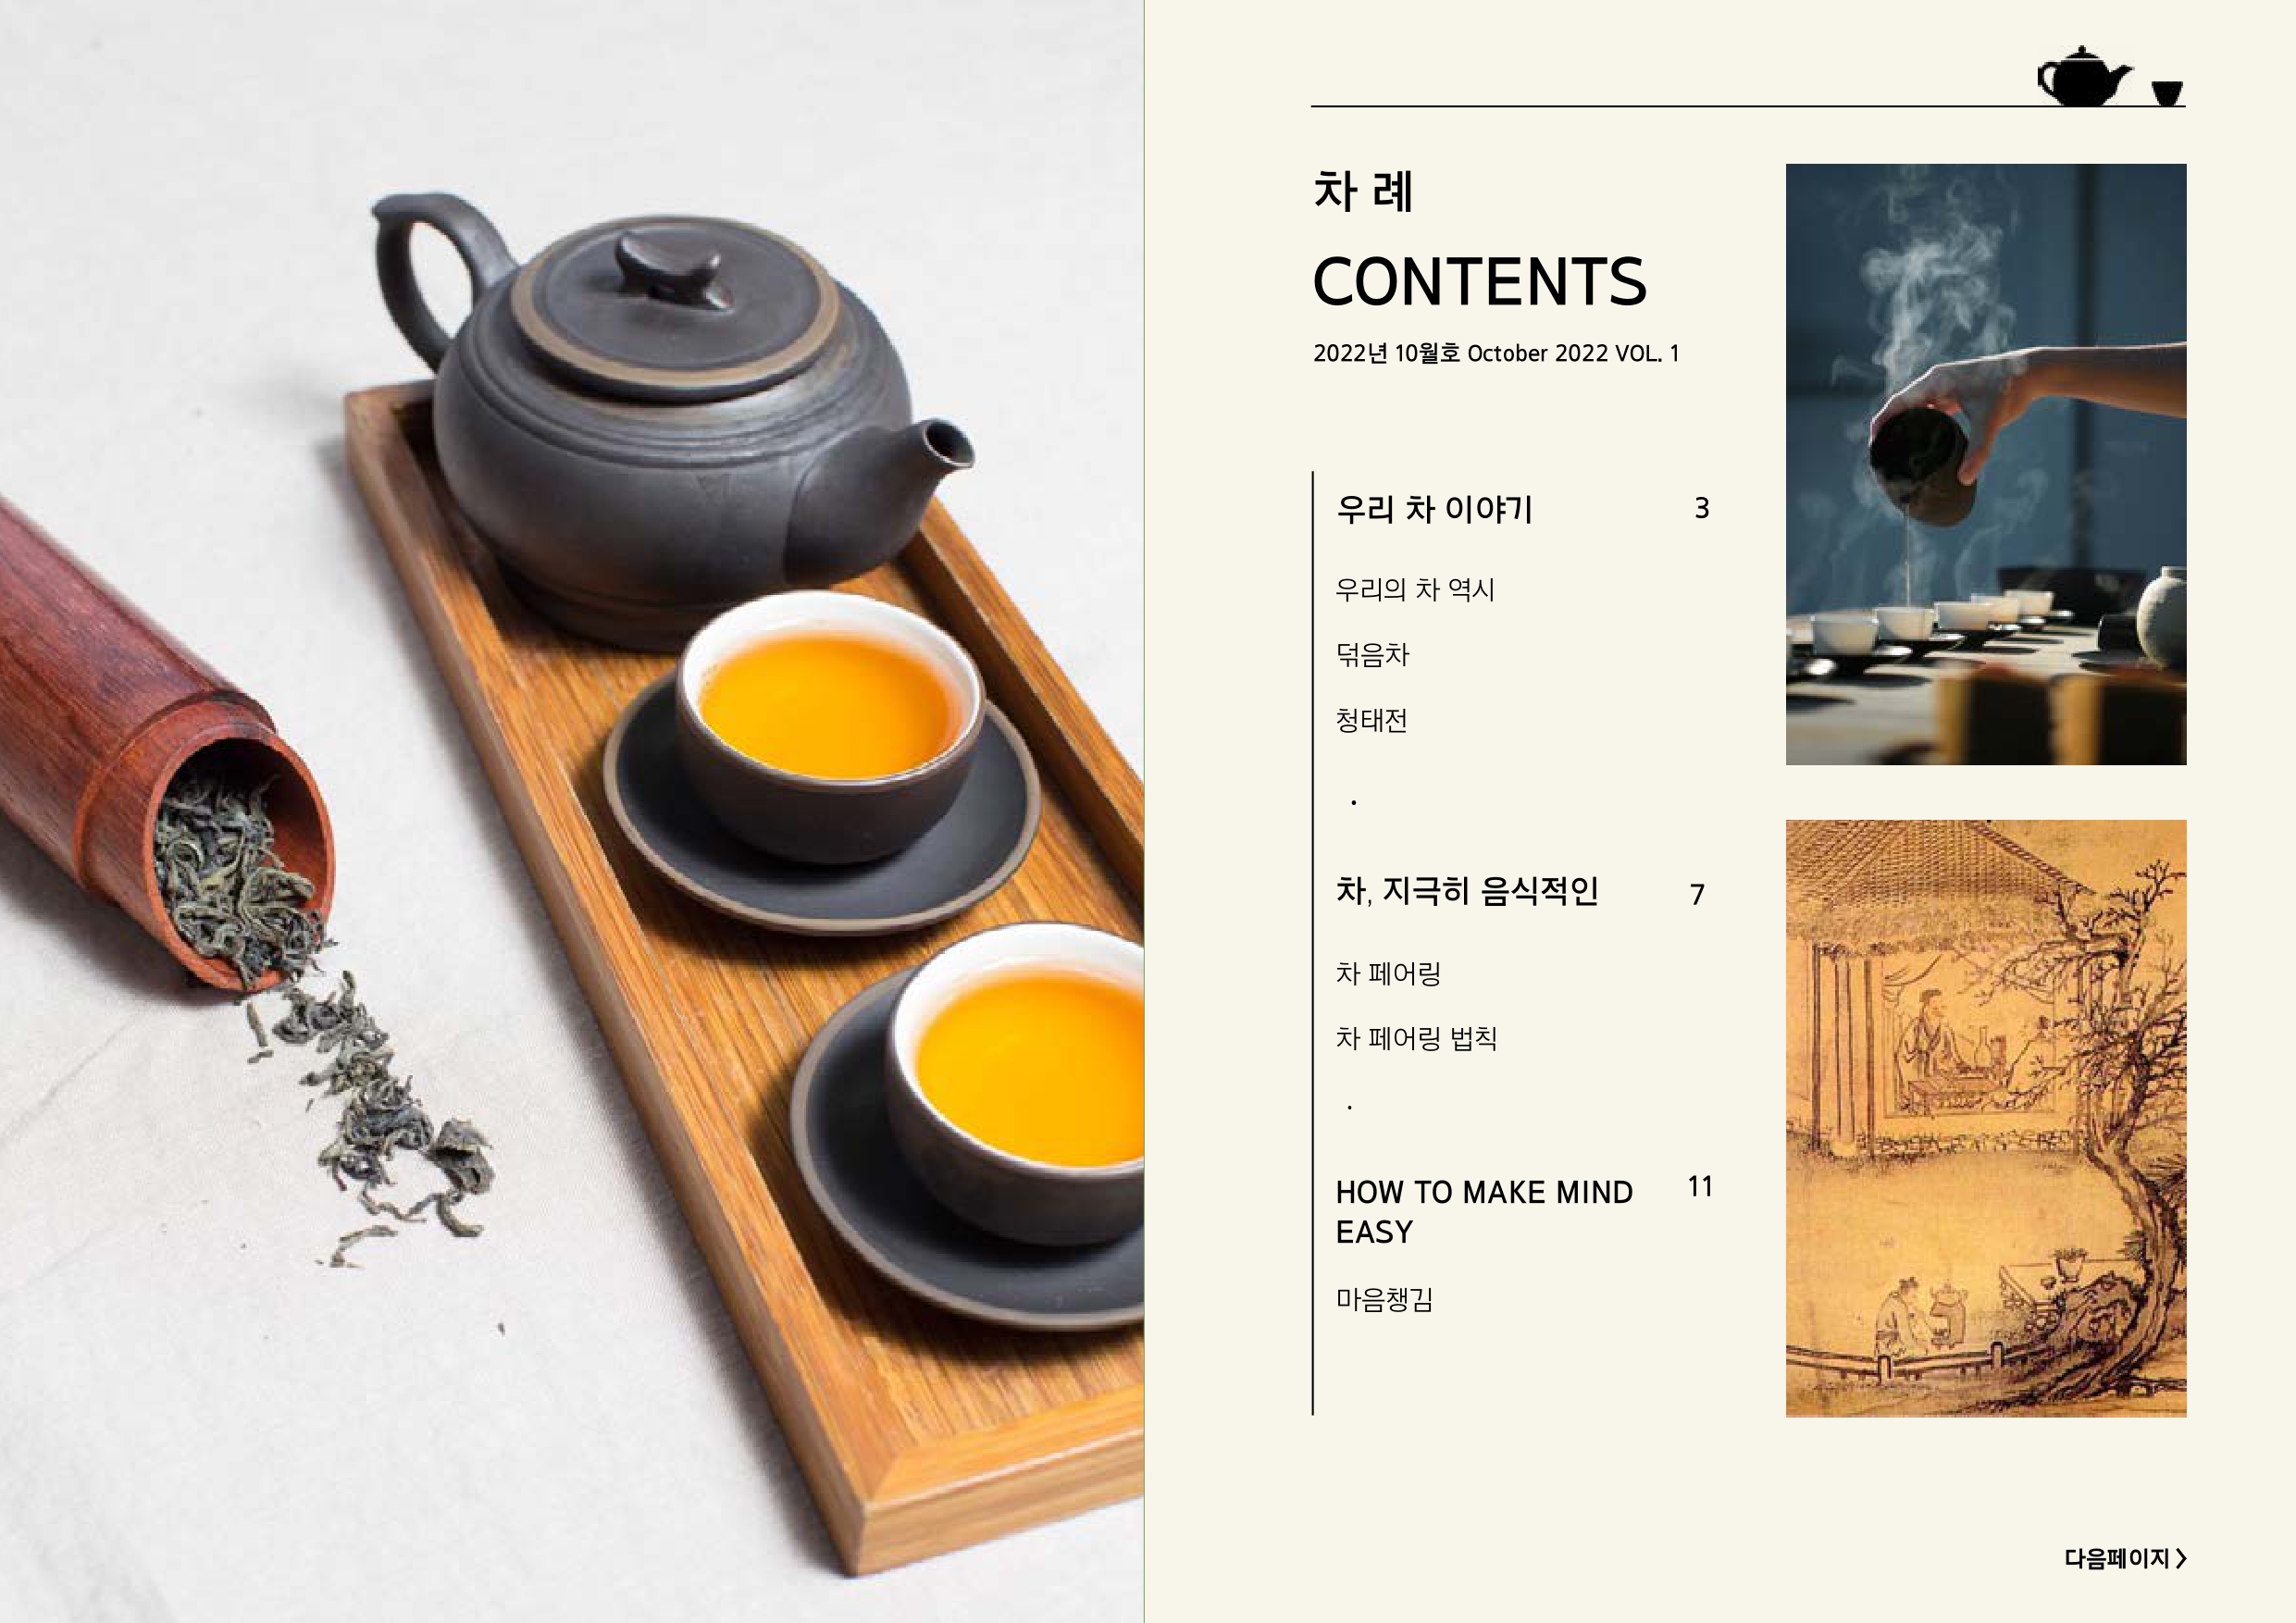 차 례
CONTENTS
2022년 10월호 October 2022 VOL. 1
우리 차 이야기 3
우리의 차 역시
덖음차
청태전
.
차, 지극히 음식적인 7
차 페어링
차 페어링 법칙
.
HOW TO MAKE MIND 11
EASY
마음챙김
다음페이지 >